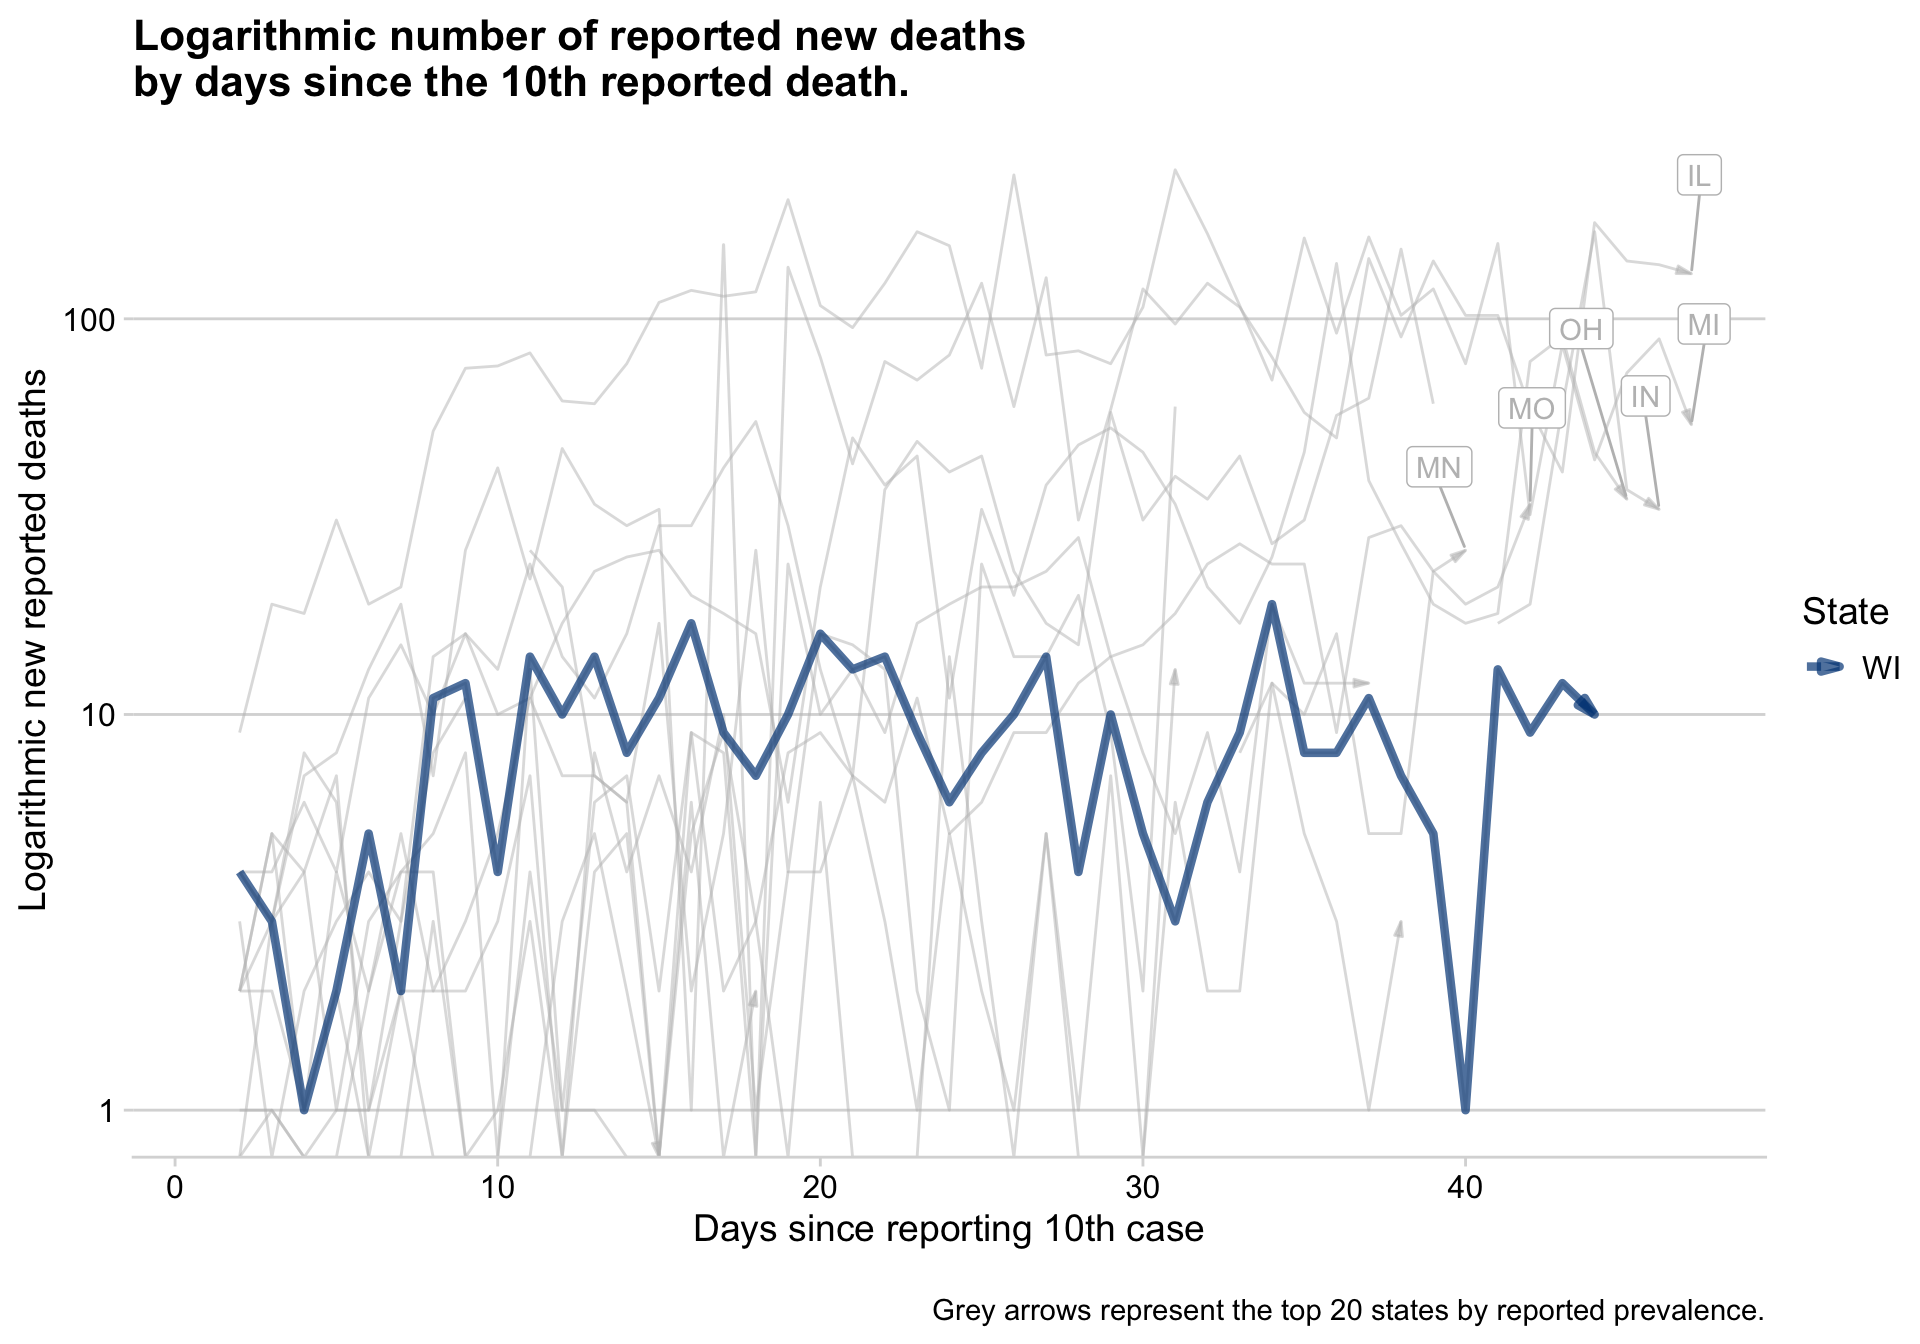 Logarithmic number of reported new deaths
by days since the 10th reported death.
Logarithmic new reported deaths
100
10
1
IL
MI
OH
IN
MO
MN
State
WI
0
10
20
30
40
Days since reporting 10th case
Grey arrows represent the top 20 states by reported prevalence.